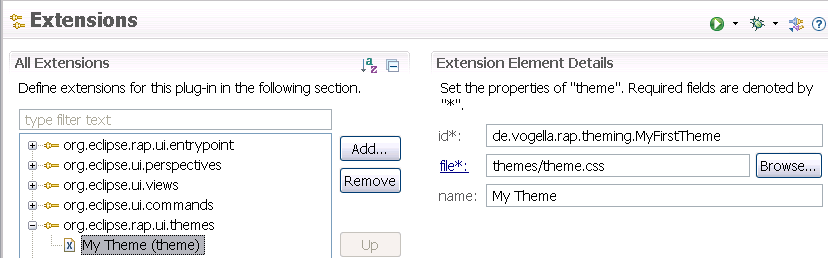 Extensions
All Extensions
Define extensions for this plug-in in the following section.
type filter text
org.eclipse.rap.ui.entrypoint
org.eclipse.ui.perspectives
org.eclipse.ui.views
org.eclipse.ui.commands
org.eclipse.rap.ui.themes
My Theme (theme)
Add...
Remove
Up
Extension Element Details
Set the properties of "theme". Required fields are denoted by
"*".
id*: de.vogella.rap.theming.MyFirstTheme
file*: themes/theme.css Browse...
name: My Theme